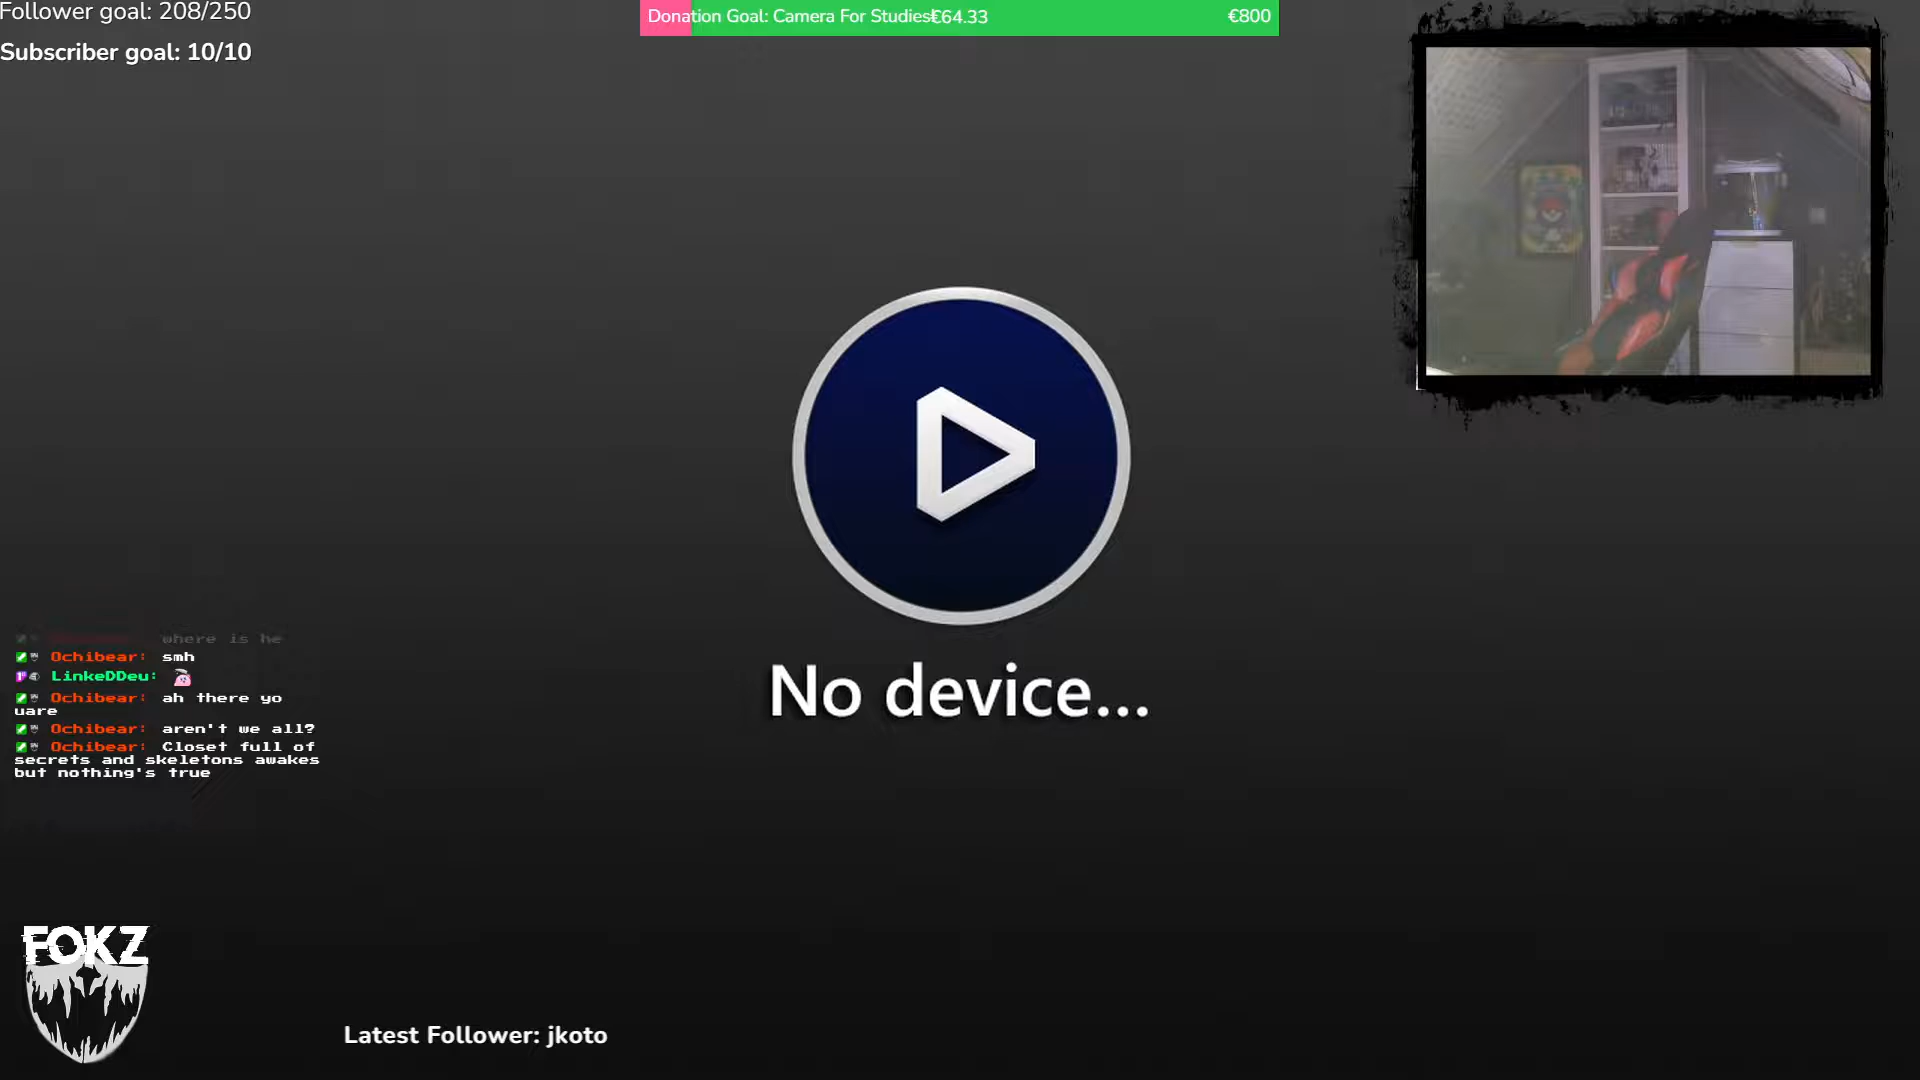 Follower goal: 208/250
Subscriber goal: 10/10
Donation Goal: Camera For Studies €64.33 €800
No device...
where is he
Ochibear: smh
LinkeDDeu:
Ochibear: ah there yo
uare
Ochibear: aren't we all?
Ochibear: Closet full of
secrets and skeletons awakes
but nothing's true
FOKZ
Latest Follower: jkoto